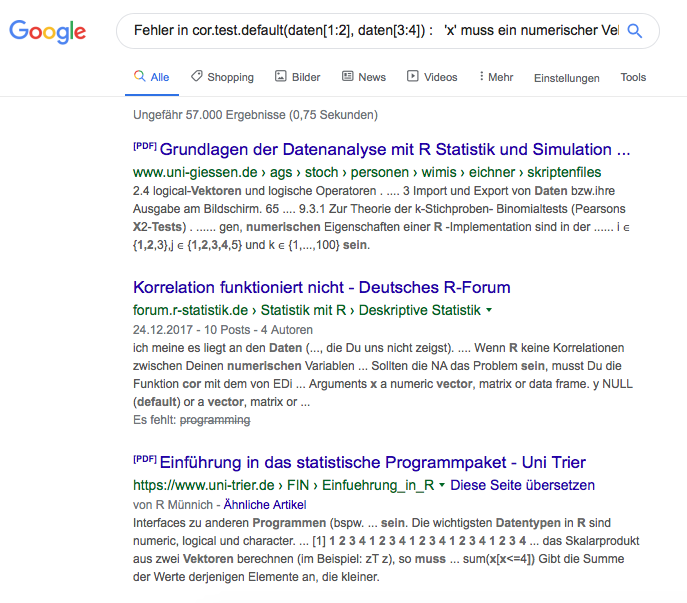 Google
Fehler in cor.test.default(daten[1:2], daten[3:4]) : 'x' muss ein numerischer Vel
Alle Shopping Bilder News Videos Mehr Einstellungen Tools
Ungefähr 57.000 Ergebnisse (0,75 Sekunden)
[PDF] Grundlagen der Datenanalyse mit R Statistik und Simulation ...
www.uni-giessen.de › ags › stoch › personen › wimis › eichner › skriptenfiles
2.4 logical-Vektoren und logische Operatoren . .... 3 Import und Export von Daten bzw.ihre
Ausgabe am Bildschirm. 65 .... 9.3.1 Zur Theorie der k-Stichproben- Binomialtests (Pearsons
X2-Tests) . ...... gen, numerischen Eigenschaften einer R -Implementation sind in der ...... i ∈
{1,2,3},j ∈ {1,2,3,4,5} und k ∈ {1,...,100} sein.
Korrelation funktioniert nicht - Deutsches R-Forum
forum.r-statistik.de › Statistik mit R › Deskriptive Statistik
24.12.2017 - 10 Posts - 4 Autoren
ich meine es liegt an den Daten (..., die Du uns nicht zeigst). .... Wenn R keine Korrelationen
zwischen Deinen numerischen Variablen ... Sollten die NA das Problem sein, musst Du die
Funktion cor mit dem von EDi ... Arguments x a numeric vector, matrix or data frame. y NULL
(default) or a vector, matrix or ...
Es fehlt: programming
[PDF] Einführung in das statistische Programmpaket - Uni Trier
https://www.uni-trier.de › FIN › Einfuehrung_in_R Diese Seite übersetzen
von R Münnich - Ähnliche Artikel
Interfaces zu anderen Programmen (bspw. ... sein. Die wichtigsten Datentypen in R sind
numeric, logical und character. ... [1] 1 2 3 4 1 2 3 4 1 2 3 4 1 2 3 4 1 2 3 4 ... das Skalarprodukt
aus zwei Vektoren berechnen (im Beispiel: zT z), so muss ... sum(x[x<=4]) Gibt die Summe
der Werte derjenigen Elemente an, die kleiner.